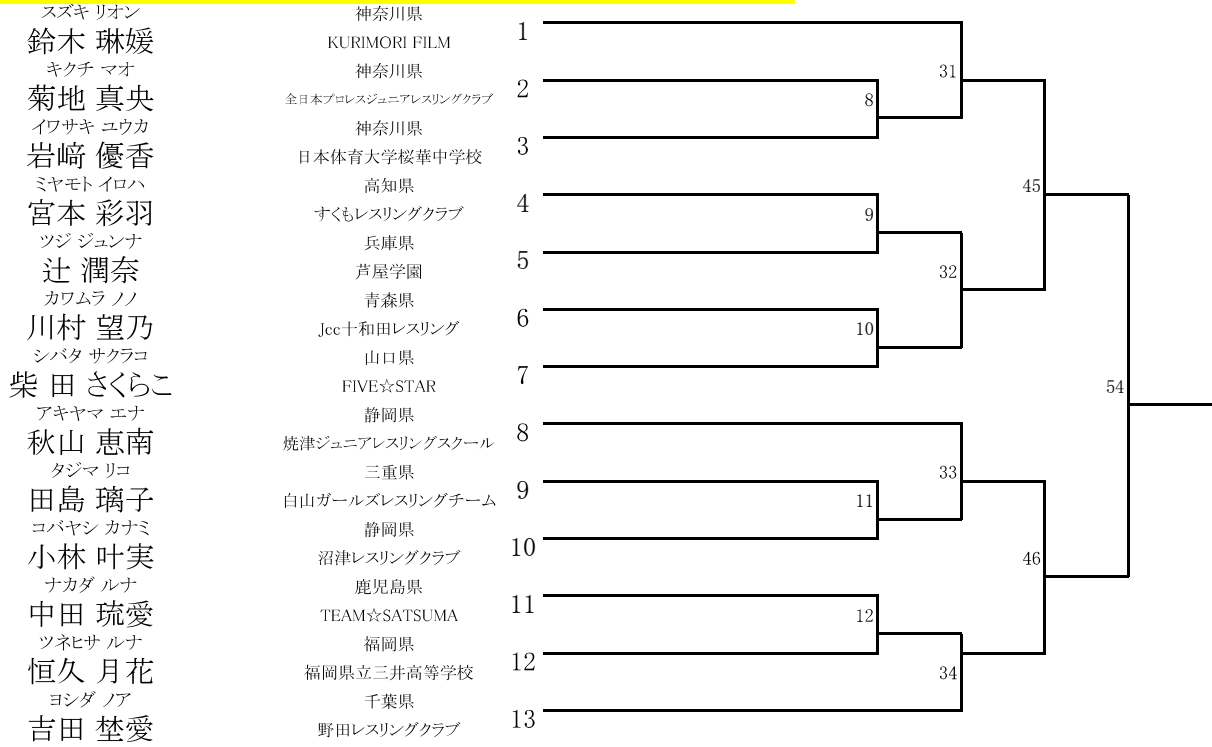 スズキ リオン 神奈川県
鈴木 琳媛 KURIMORI FILM 1
キクチ マオ 神奈川県 31
菊地 真央 全日本プロレスジュニアレスリングクラブ 2 8
イワサキ ユウカ 神奈川県
岩﨑 優香 日本体育大学桜華中学校 3
ミヤモト イロハ 高知県 45
宮本 彩羽 すくもレスリングクラブ 4 9
ツジ ジュンナ 兵庫県
辻 潤奈 芦屋学園 5 32
カワムラ ノノ 青森県
川村 望乃 Jcc十和田レスリング 6 10
シバタ サクラコ 山口県
柴 田 さくらこ FIVE☆STAR 7 54
アキヤマ エナ 静岡県
秋山 恵南 焼津ジュニアレスリングスクール 8
タジマ リコ 三重県 33
田島 璃子 白山ガールズレスリングチーム 9 11
コバヤシ カナミ 静岡県
小林 叶実 沼津レスリングクラブ 10 46
ナカダ ルナ 鹿児島県
中田 琉愛 TEAM☆SATSUMA 11 12
ツネヒサ ルナ 福岡県
恒久 月花 福岡県立三井高等学校 12 34
ヨシダ ノア 千葉県
吉田 埜愛 野田レスリングクラブ 13